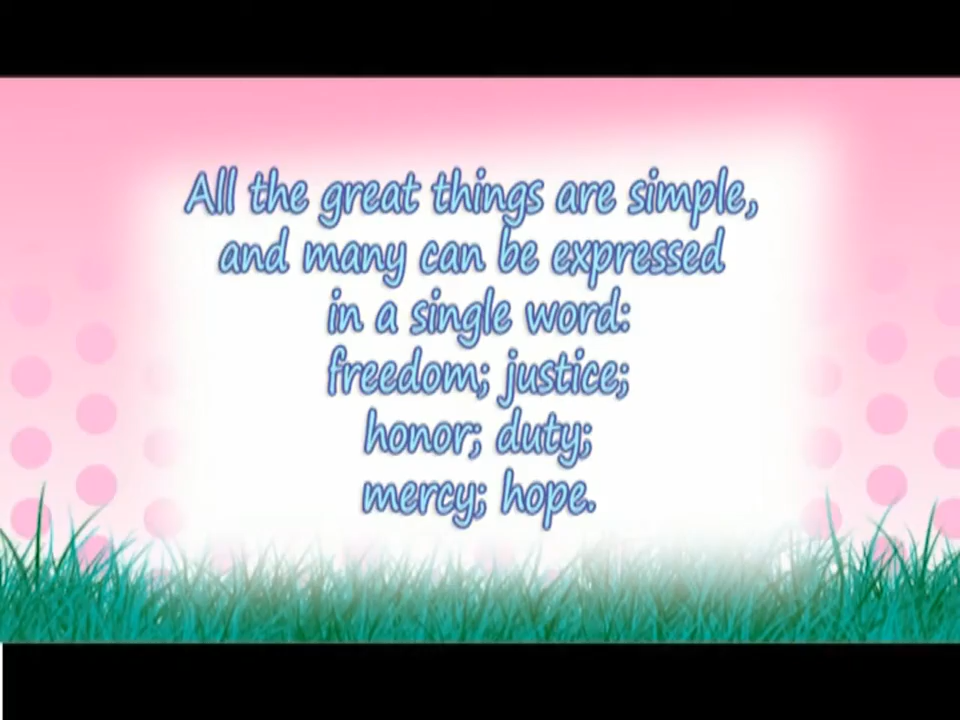 All the great things are simple,
and many can be expressed
in a single word:
freedom; justice;
honor; duty;
mercy; hope.